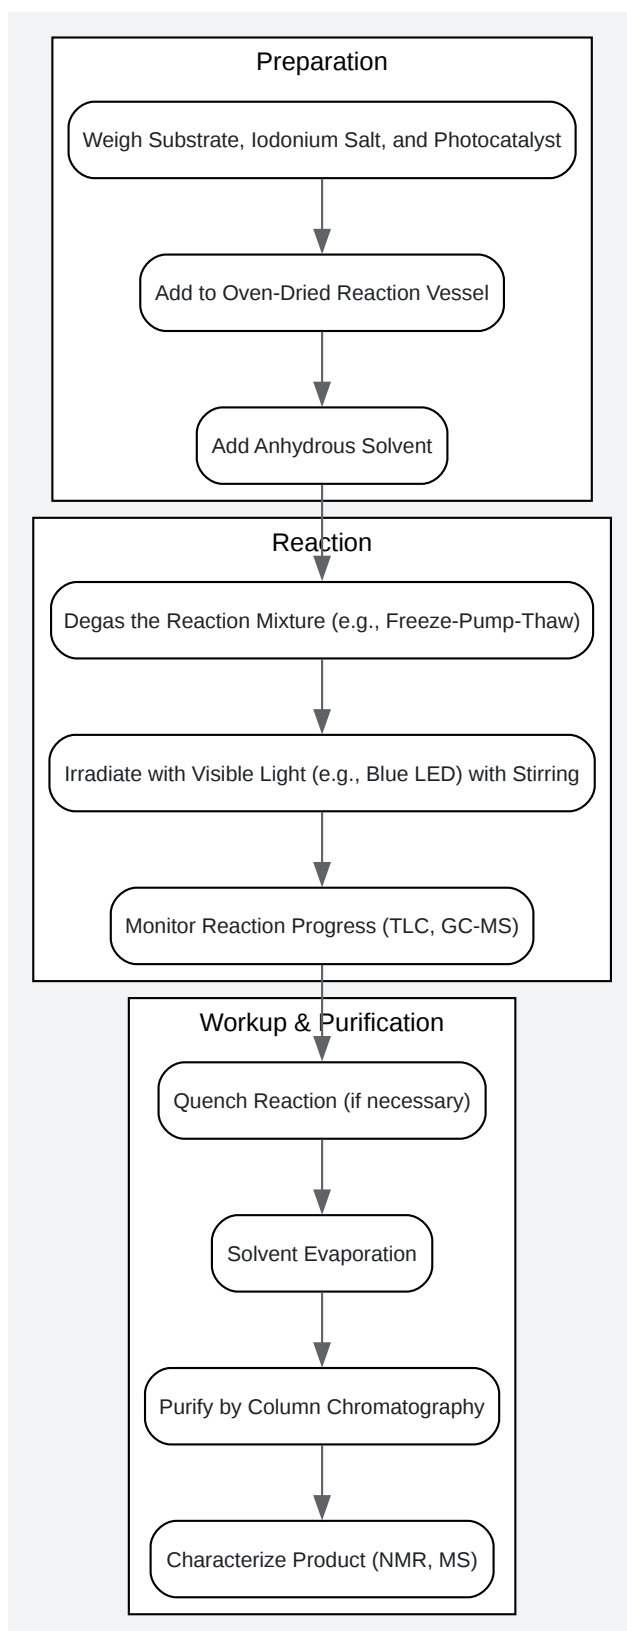 Preparation
Weigh Substrate, Iodonium Salt, and Photocatalyst
Add to Oven-Dried Reaction Vessel
Add Anhydrous Solvent
Reaction
Degas the Reaction Mixture (e.g., Freeze-Pump-Thaw)
Irradiate with Visible Light (e.g., Blue LED) with Stirring
Monitor Reaction Progress (TLC, GC-MS)
Workup & Purification
Quench Reaction (if necessary)
Solvent Evaporation
Purify by Column Chromatography
Characterize Product (NMR, MS)